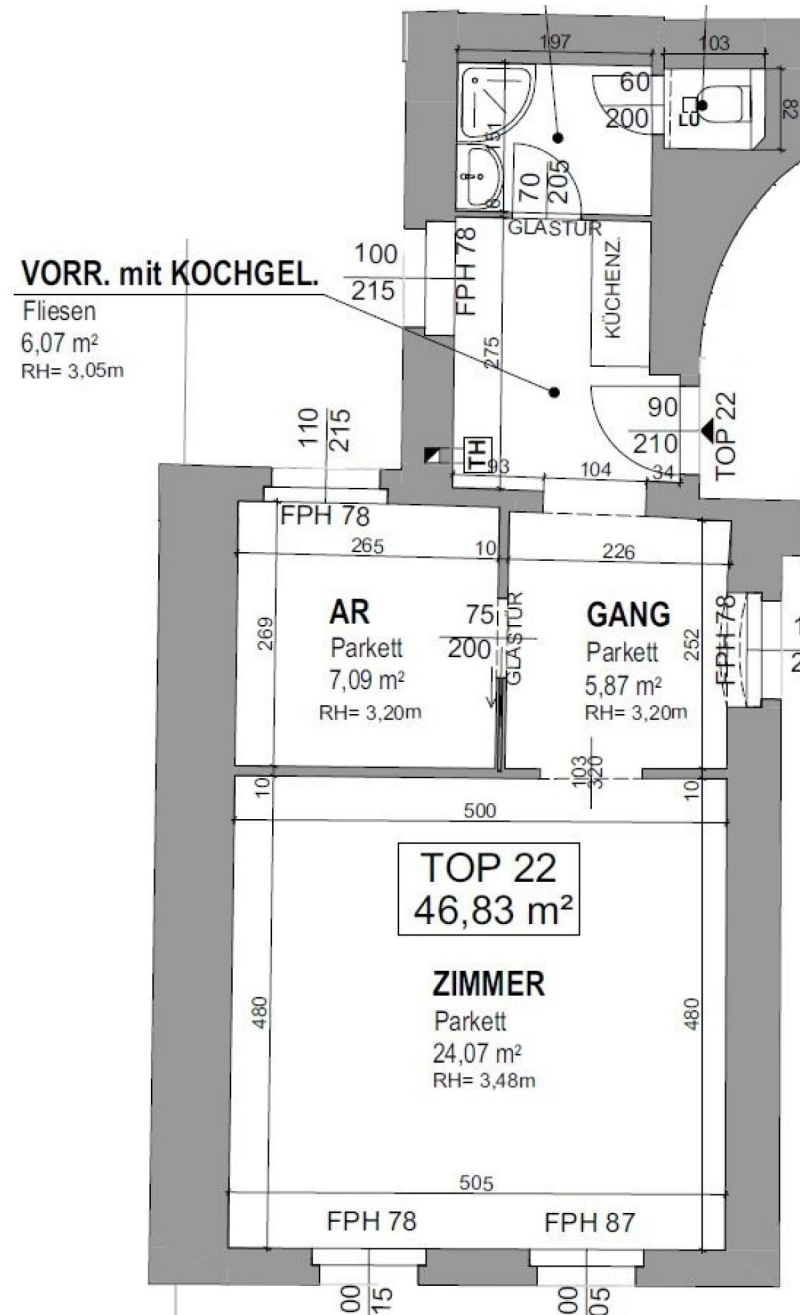 197
103
60
200
LÜ
82
151
70
205
GLASTÜR
100
215
FPH 78
VORR. mit KOCHGEL.
Fliesen
6,07 m²
RH= 3,05m
KÜCHENZ.
275
90
210
TOP 22
110
215
TH
93
104
34
FPH 78
265
10
226
AR
Parkett
7,09 m²
RH= 3,20m
269
75
200
GLASTÜR
GANG
Parkett
5,87 m²
RH= 3,20m
252
FPH 78
103
320
10
10
500
TOP 22
46,83 m²
ZIMMER
Parkett
24,07 m²
RH= 3,48m
480
480
505
FPH 78
FPH 87